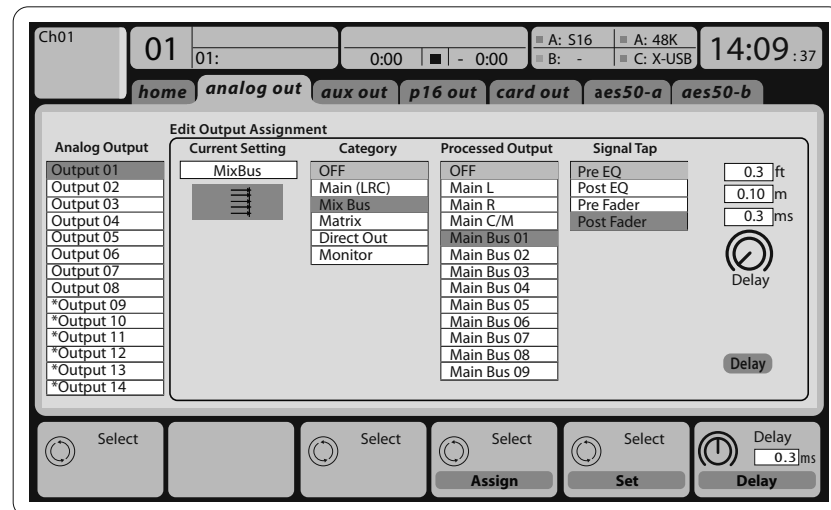 Ch01
01
01:
0:00 - 0:00
A: S16
B: -
A: 48K
C: X-USB
14:09 :37
home
analog out
aux out
p16 out
card out
aes50-a
aes50-b
Edit Output Assignment
Analog Output
Output 01
Output 02
Output 03
Output 04
Output 05
Output 06
Output 07
Output 08
*Output 09
*Output 10
*Output 11
*Output 12
*Output 13
*Output 14
Current Setting
MixBus
Category
OFF
Main (LRC)
Mix Bus
Matrix
Direct Out
Monitor
Processed Output
OFF
Main L
Main R
Main C/M
Main Bus 01
Main Bus 02
Main Bus 03
Main Bus 04
Main Bus 05
Main Bus 06
Main Bus 07
Main Bus 08
Main Bus 09
Signal Tap
Pre EQ
Post EQ
Pre Fader
Post Fader
0.3 ft
0.10 m
0.3 ms
Delay
Delay
Select
Select
Select
Assign
Select
Set
Delay
0.3 ms
Delay